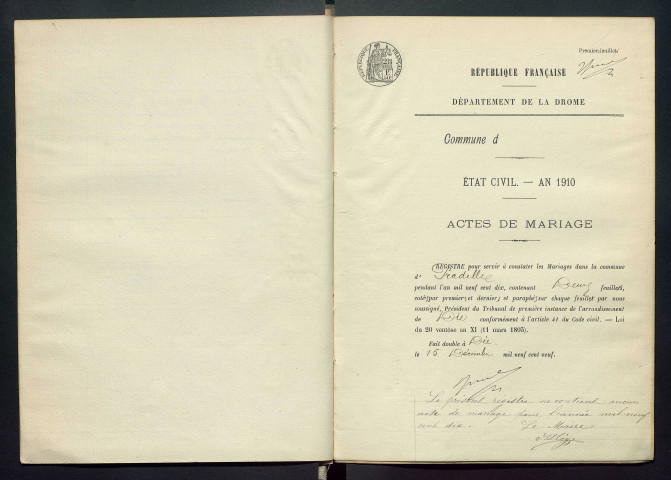 Premier feuillet
RÉPUBLIQUE FRANÇAISE
DÉPARTEMENT DE LA DROME
Commune d
ÉTAT CIVIL. — AN 1910
ACTES DE MARIAGE
REGISTRE pour servir à constater les Mariages dans la commune
de Pradelle
pendant l'an mil neuf cent dix, contenant Deux feuillets,
coté par premier et dernier, et paraphé sur chaque feuillet par nous
soussigné, Président du Tribunal de première instance de l'arrondissement
de Die conformément à l'article 41 du Code civil. — Loi
du 20 ventôse an XI (11 mars 1803).
Fait double à Die
le 16 Décembre mil neuf cent neuf.
Le présent registre ne contient aucun
acte de mariage pour l'année mil neuf
cent dix. Le Maire